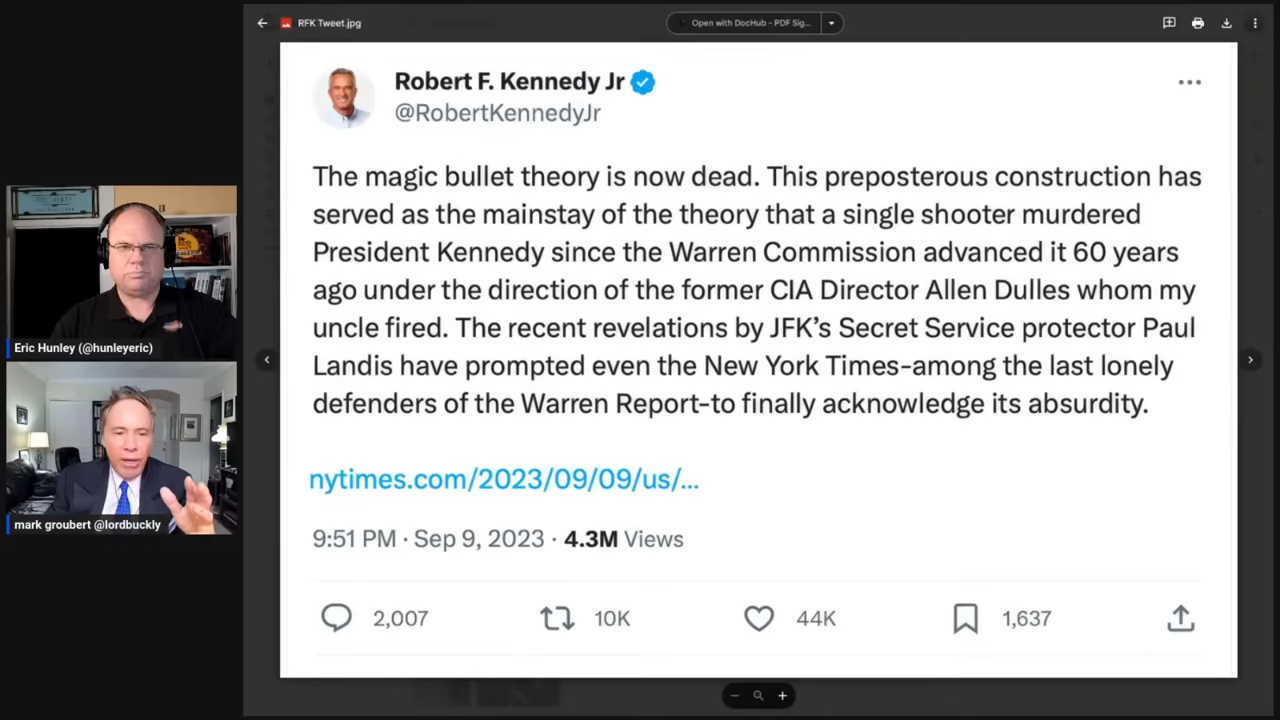 RFK Tweet.jpg
Open with DocHub - PDF Sig...
Robert F. Kennedy Jr
@RobertKennedyJr
The magic bullet theory is now dead. This preposterous construction has
served as the mainstay of the theory that a single shooter murdered
President Kennedy since the Warren Commission advanced it 60 years
ago under the direction of the former CIA Director Allen Dulles whom my
uncle fired. The recent revelations by JFK’s Secret Service protector Paul
Landis have prompted even the New York Times-among the last lonely
defenders of the Warren Report-to finally acknowledge its absurdity.
nytimes.com/2023/09/09/us/...
9:51 PM · Sep 9, 2023 · 4.3M Views
2,007 10K 44K 1,637
Eric Hunley (@hunleyeric)
mark groubert @lordbuckly